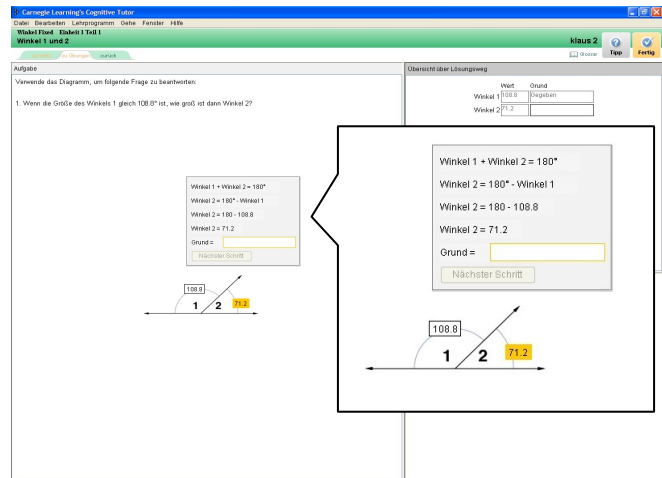 Carnegie Learning's Cognitive Tutor
Datei Bearbeiten Lehrprogramm Gehe Fenster Hilfe
Winkel Fixed Einheit 1 Teil 1
Winkel 1 und 2
klaus 2
Glossar
Tipp
Fertig
zu Übungen zurück
Aufgabe
Verwende das Diagramm, um folgende Frage zu beantworten:
1. Wenn die Größe des Winkels 1 gleich 108.8° ist, wie groß ist dann Winkel 2?
Winkel 1 + Winkel 2 = 180°
Winkel 2 = 180° - Winkel 1
Winkel 2 = 180 - 108.8
Winkel 2 = 71.2
Grund =
Nächster Schritt
108.8
1 2 71.2
Übersicht über Lösungsweg
Wert Grund
Winkel 1 108.8 Gegeben
Winkel 2 71.2
Winkel 1 + Winkel 2 = 180°
Winkel 2 = 180° - Winkel 1
Winkel 2 = 180 - 108.8
Winkel 2 = 71.2
Grund =
Nächster Schritt
108.8
1 2 71.2